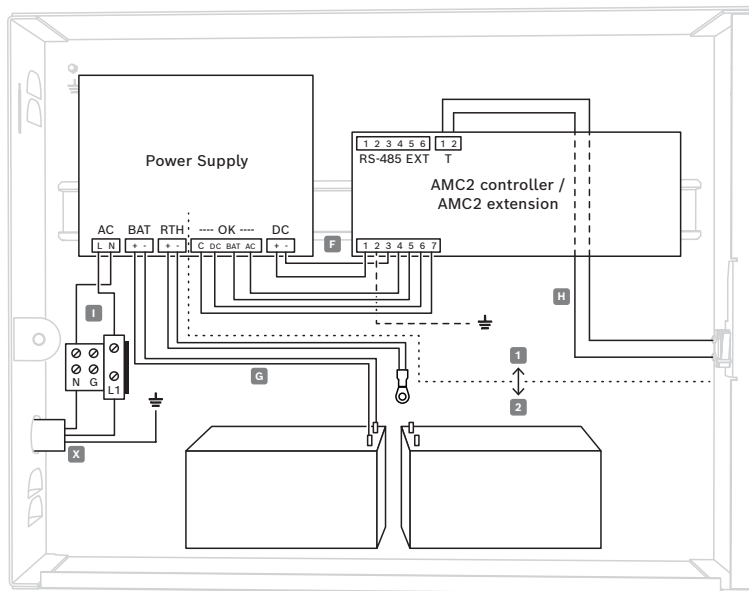 Power Supply
1 2 3 4 5 6 1 2
RS-485 EXT T
AMC2 controller /
AMC2 extension
AC BAT RTH ---- OK ---- DC
L N + - + - C DC BAT AC + -
F
1 2 3 4 5 6 7
H
I
N G L1
G
1
2
X